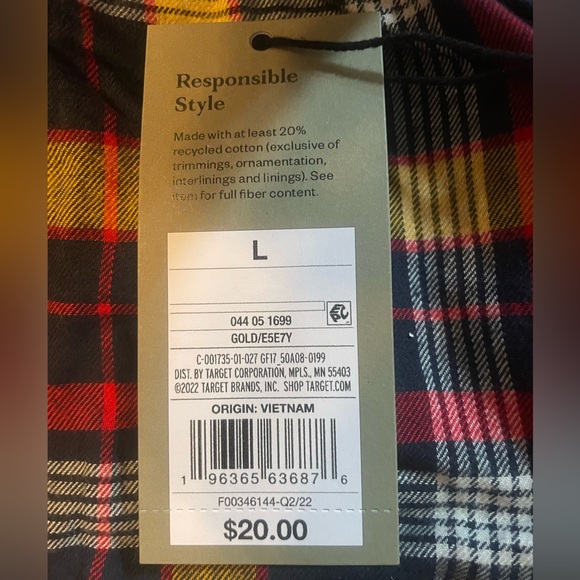 Responsible
Style
Made with at least 20%
recycled cotton (exclusive of
trimmings, ornamentation,
interlinings and linings). See
item for full fiber content.
L
044 05 1699
GOLD/E5E7Y
C-001735-01-027 GF17_50A08-0199
DIST. BY TARGET CORPORATION, MPLS., MN 55403
©2022 TARGET BRANDS, INC. SHOP TARGET.COM
ORIGIN: VIETNAM
1 96365 63687 6
F00346144-Q2/22
$20.00